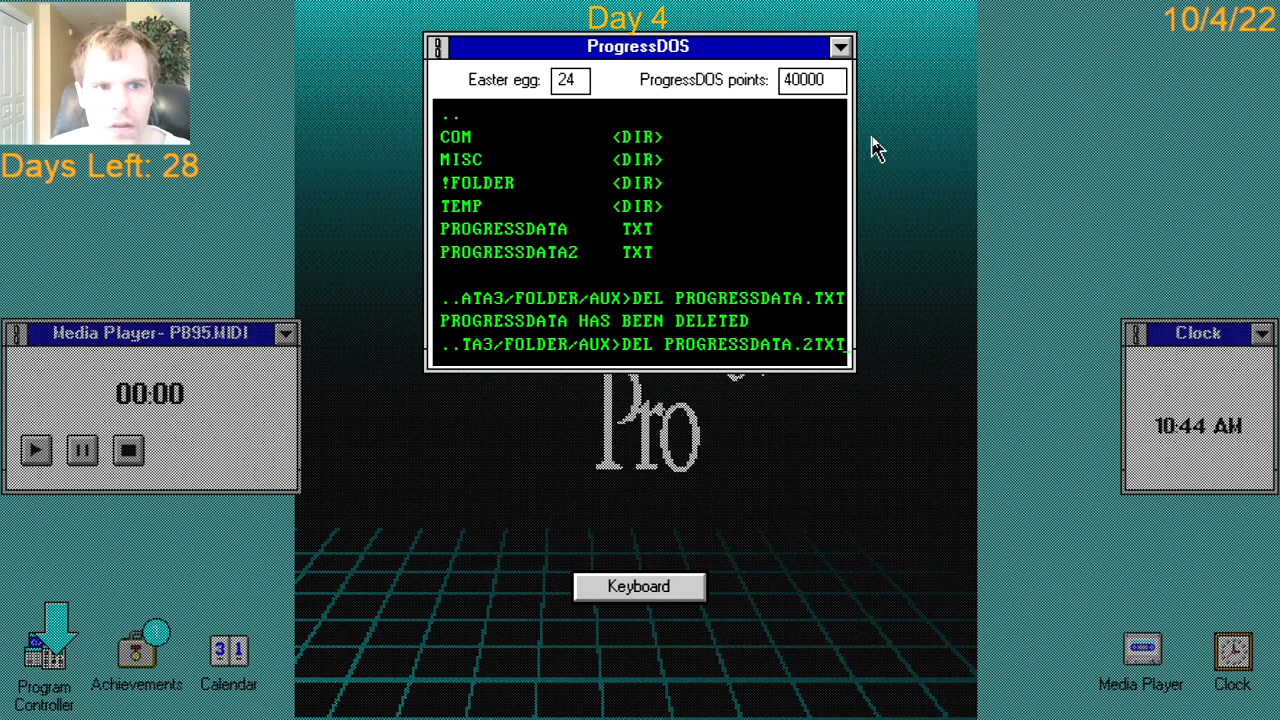 Day 4
10/4/22
ProgressDOS
Easter egg: 24 ProgressDOS points: 40000
..
COM <DIR>
MISC <DIR>
!FOLDER <DIR>
TEMP <DIR>
PROGRESSDATA TXT
PROGRESSDATA2 TXT
..ATA3/FOLDER/AUX>DEL PROGRESSDATA.TXT
PROGRESSDATA HAS BEEN DELETED
..TA3/FOLDER/AUX>DEL PROGRESSDATA.2TXT_
Days Left: 28
Media Player- PB95.MIDI
00:00
Clock
10:44 AM
Pro
Keyboard
Program Controller
1
Achievements
31
Calendar
Media Player
Clock